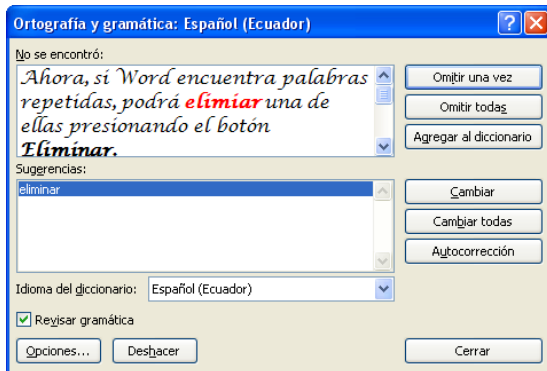 Ortografía y gramática: Español (Ecuador)
No se encontró:
Ahora, si Word encuentra palabras
repetidas, podrá elimiar una de
ellas presionando el botón
Eliminar.
Omitir una vez
Omitir todas
Agregar al diccionario
Sugerencias:
eliminar
Cambiar
Cambiar todas
Autocorrección
Idioma del diccionario: Español (Ecuador)
Revisar gramática
Opciones... Deshacer Cerrar